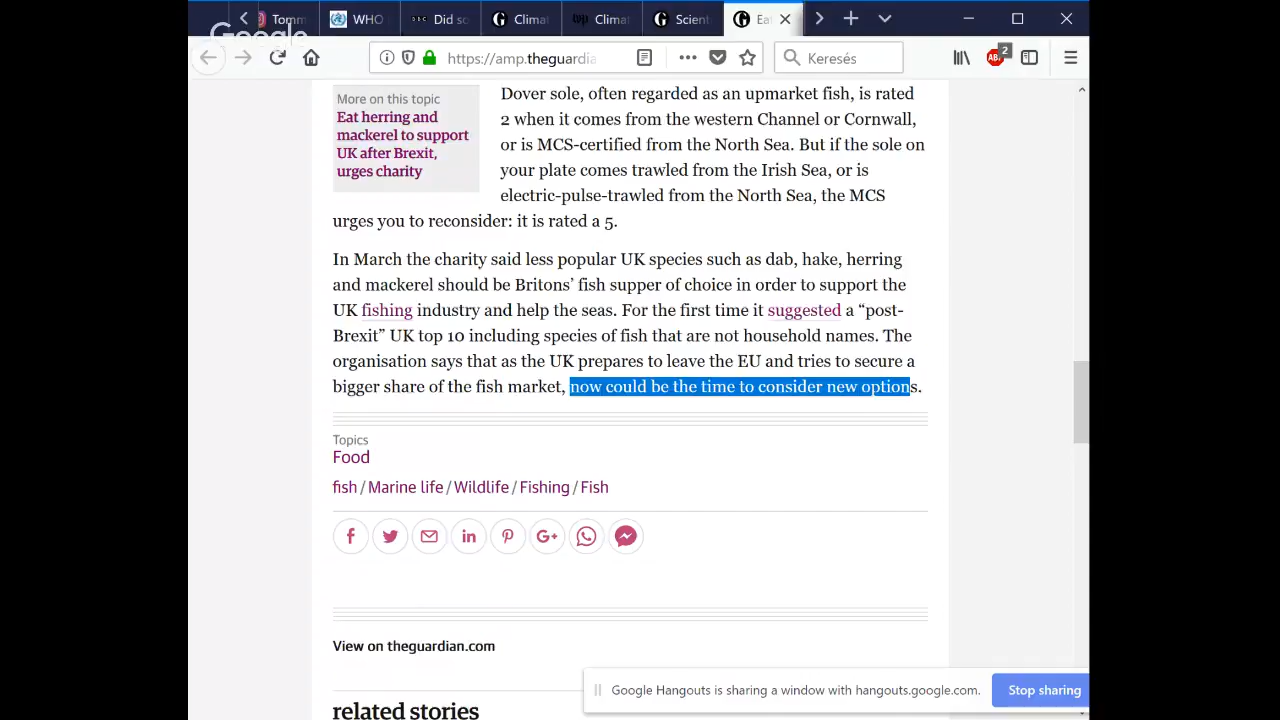 Tomm
WHO
Did sc
Climat
Climat
Scient
Ea
Google
https://amp.theguardia
Keresés
2
More on this topic
Eat herring and
mackerel to support
UK after Brexit,
urges charity
Dover sole, often regarded as an upmarket fish, is rated
2 when it comes from the western Channel or Cornwall,
or is MCS-certified from the North Sea. But if the sole on
your plate comes trawled from the Irish Sea, or is
electric-pulse-trawled from the North Sea, the MCS
urges you to reconsider: it is rated a 5.
In March the charity said less popular UK species such as dab, hake, herring
and mackerel should be Britons’ fish supper of choice in order to support the
UK fishing industry and help the seas. For the first time it suggested a “post-
Brexit” UK top 10 including species of fish that are not household names. The
organisation says that as the UK prepares to leave the EU and tries to secure a
bigger share of the fish market, now could be the time to consider new options.
Topics
Food
fish / Marine life / Wildlife / Fishing / Fish
View on theguardian.com
Google Hangouts is sharing a window with hangouts.google.com.
Stop sharing
related stories